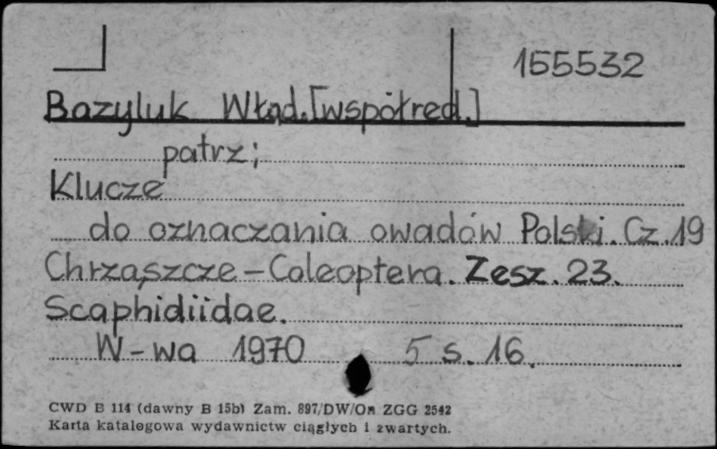 155532
Bazyluk Wład. [współred.]
patrz;
Klucze
do oznaczania owadów Polski. Cz. 19
Chrząszcze - Coleoptera. Zesz. 23.
Scaphidiidae.
W-wa 1970 5 s. 16.
CWD B 114 (dawny B 15b) Zam. 897/DW/On ZGG 2542
Karta katalogowa wydawnictw ciągłych i zwartych.